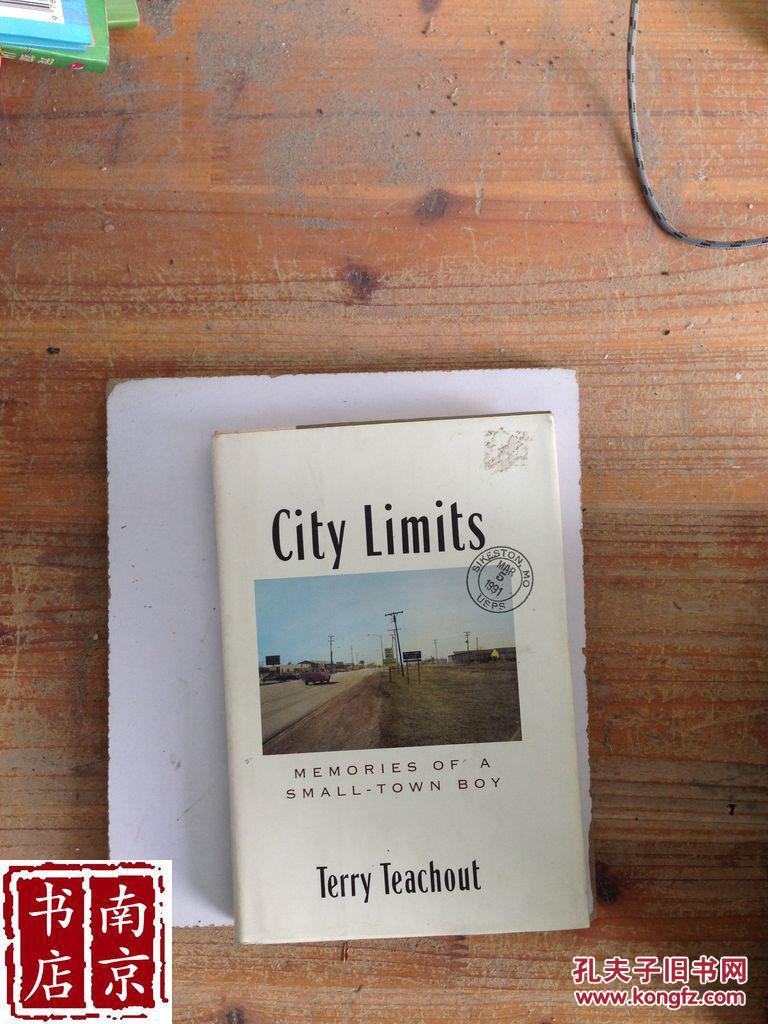 City Limits
SIKESTON, MO
MAR
5
1991
USPS
MEMORIES OF A
SMALL-TOWN BOY
Terry Teachout
南京
书店
孔夫子旧书网
www.kongfz.com